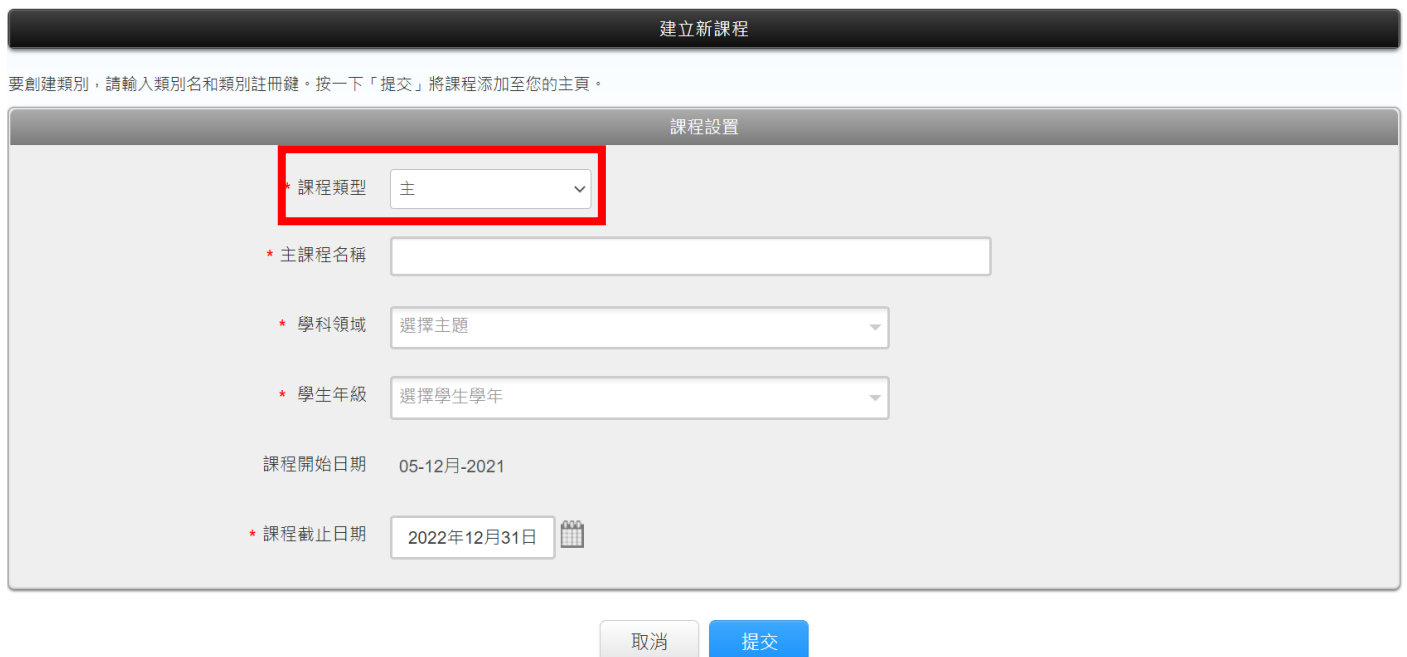 建立新課程
要創建類別，請輸入類別名和類別註冊鍵。按一下「提交」將課程添加至您的主頁。
課程設置
* 課程類型 主
* 主課程名稱
* 學科領域 選擇主題
* 學生年級 選擇學生學年
課程開始日期 05-12月-2021
* 課程截止日期 2022年12月31日
取消 提交